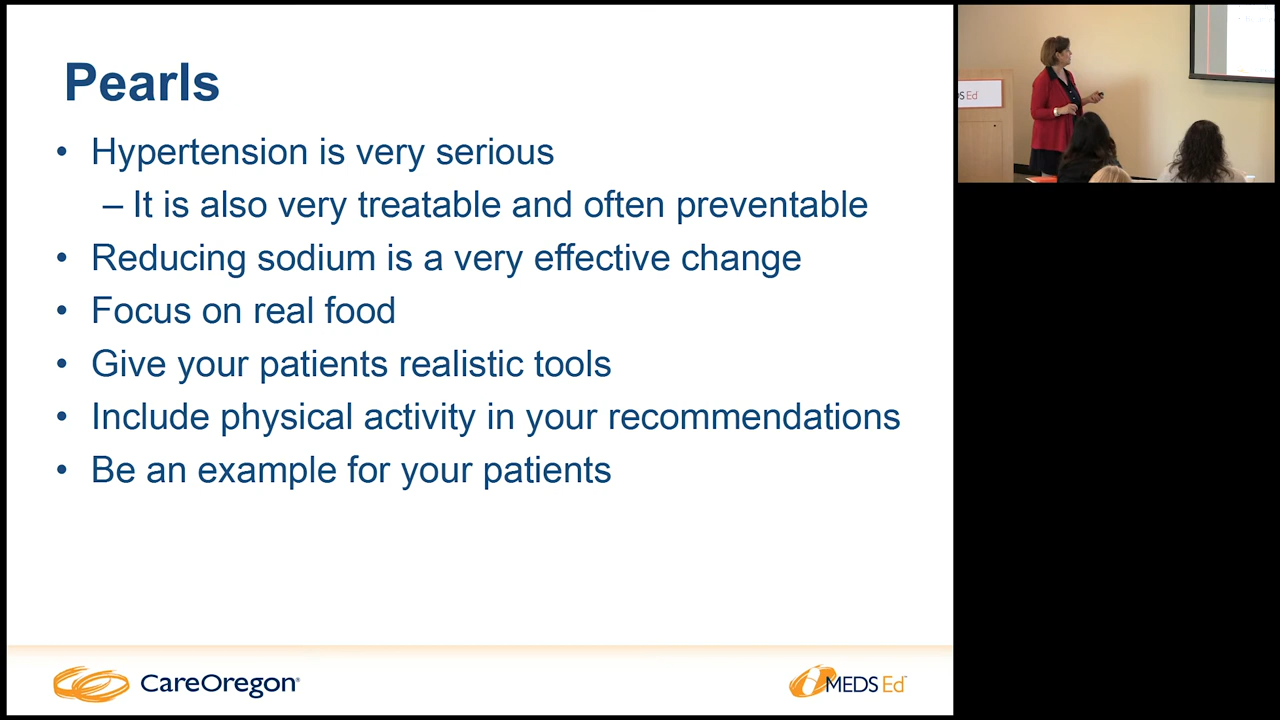 Pearls
• Hypertension is very serious
– It is also very treatable and often preventable
• Reducing sodium is a very effective change
• Focus on real food
• Give your patients realistic tools
• Include physical activity in your recommendations
• Be an example for your patients
CareOregon®
MEDS Ed™
DS Ed